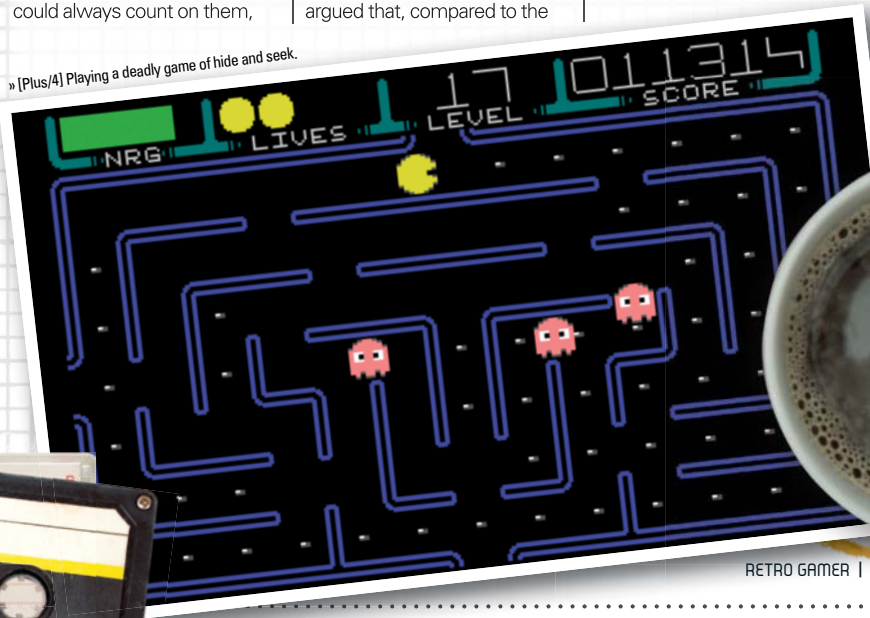 could always count on them,
argued that, compared to the
» [Plus/4] Playing a deadly game of hide and seek.
NRG
LIVES
17
LEVEL
011315
SCORE
RETRO GAMER